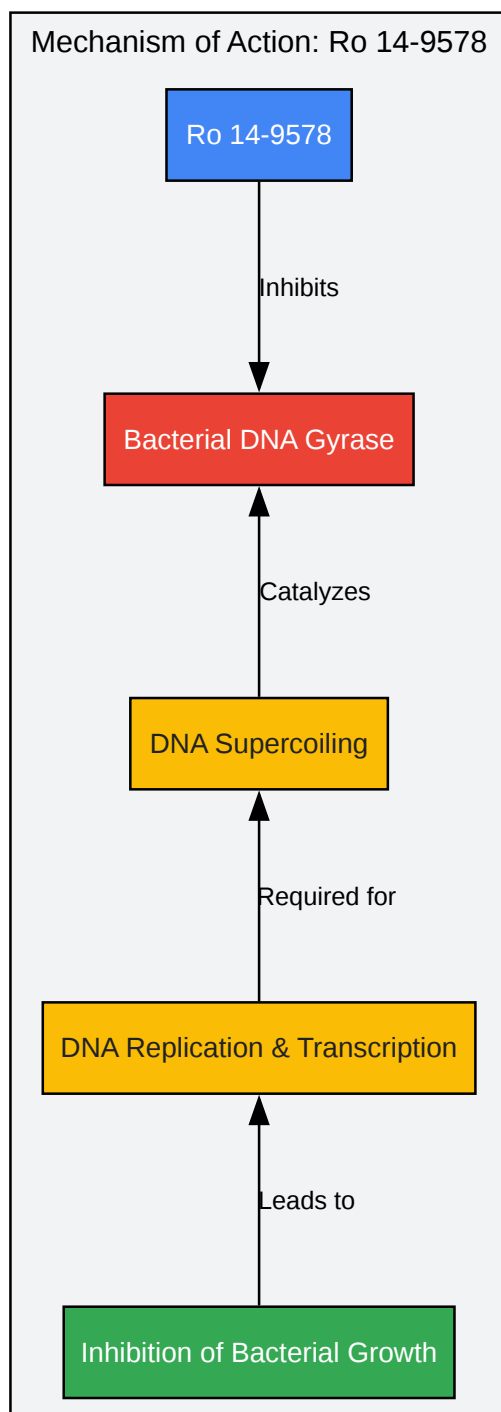 Mechanism of Action: Ro 14-9578
Ro 14-9578
Inhibits
Bacterial DNA Gyrase
Catalyzes
DNA Supercoiling
Required for
DNA Replication & Transcription
Leads to
Inhibition of Bacterial Growth